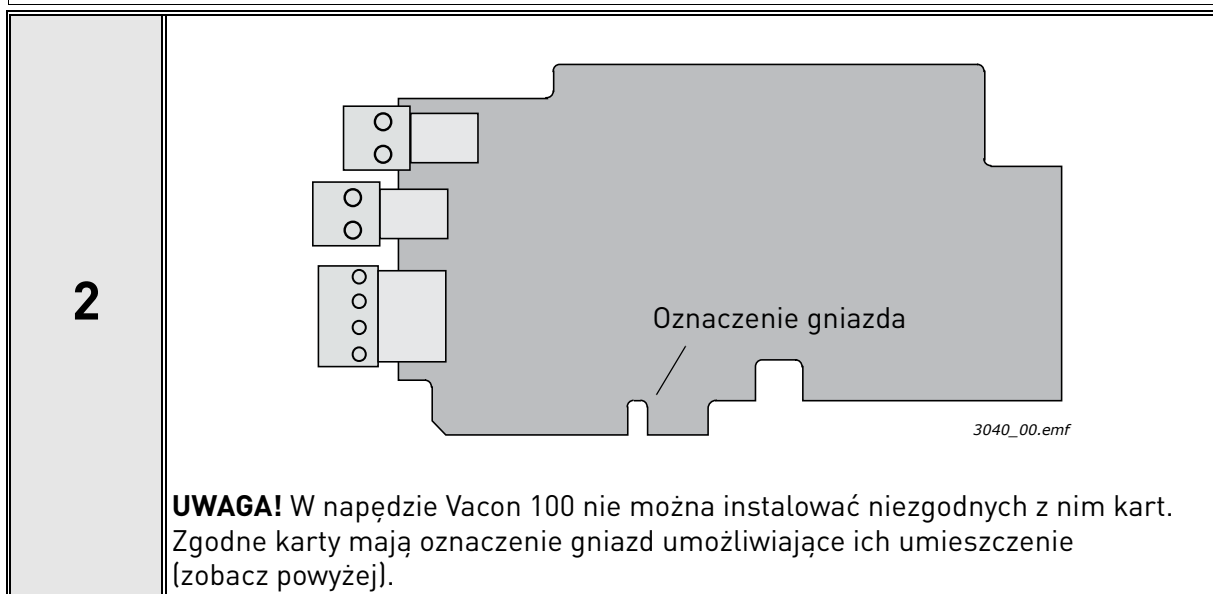 2
Oznaczenie gniazda
3040_00.emf
UWAGA! W napędzie Vacon 100 nie można instalować niezgodnych z nim kart.
Zgodne karty mają oznaczenie gniazd umożliwiające ich umieszczenie
(zobacz powyżej).